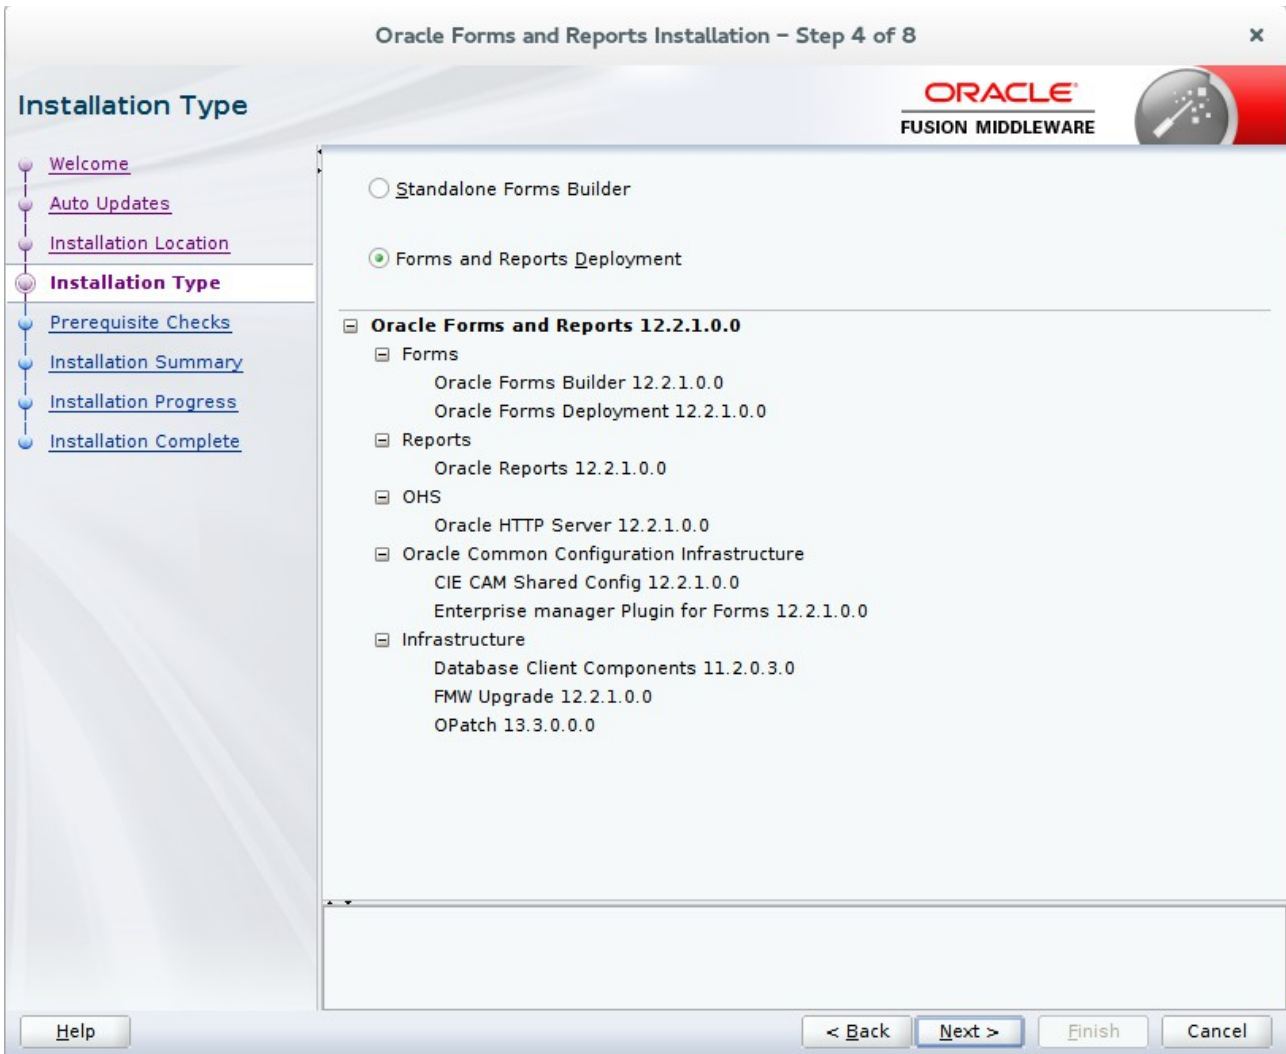 Oracle Forms and Reports Installation – Step 4 of 8
Installation Type
ORACLE
FUSION MIDDLEWARE
Welcome
Auto Updates
Installation Location
Installation Type
Prerequisite Checks
Installation Summary
Installation Progress
Installation Complete
Standalone Forms Builder
Forms and Reports Deployment
Oracle Forms and Reports 12.2.1.0.0
Forms
Oracle Forms Builder 12.2.1.0.0
Oracle Forms Deployment 12.2.1.0.0
Reports
Oracle Reports 12.2.1.0.0
OHS
Oracle HTTP Server 12.2.1.0.0
Oracle Common Configuration Infrastructure
CIE CAM Shared Config 12.2.1.0.0
Enterprise manager Plugin for Forms 12.2.1.0.0
Infrastructure
Database Client Components 11.2.0.3.0
FMW Upgrade 12.2.1.0.0
OPatch 13.3.0.0.0
Help
< Back
Next >
Finish
Cancel